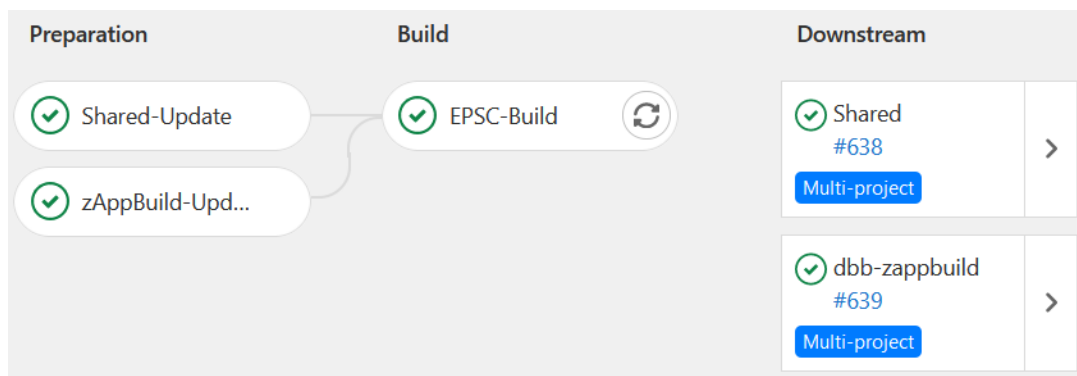 Preparation
Build
Downstream
Shared-Update
EPSC-Build
Shared
#638
Multi-project
zAppBuild-Upd...
dbb-zappbuild
#639
Multi-project